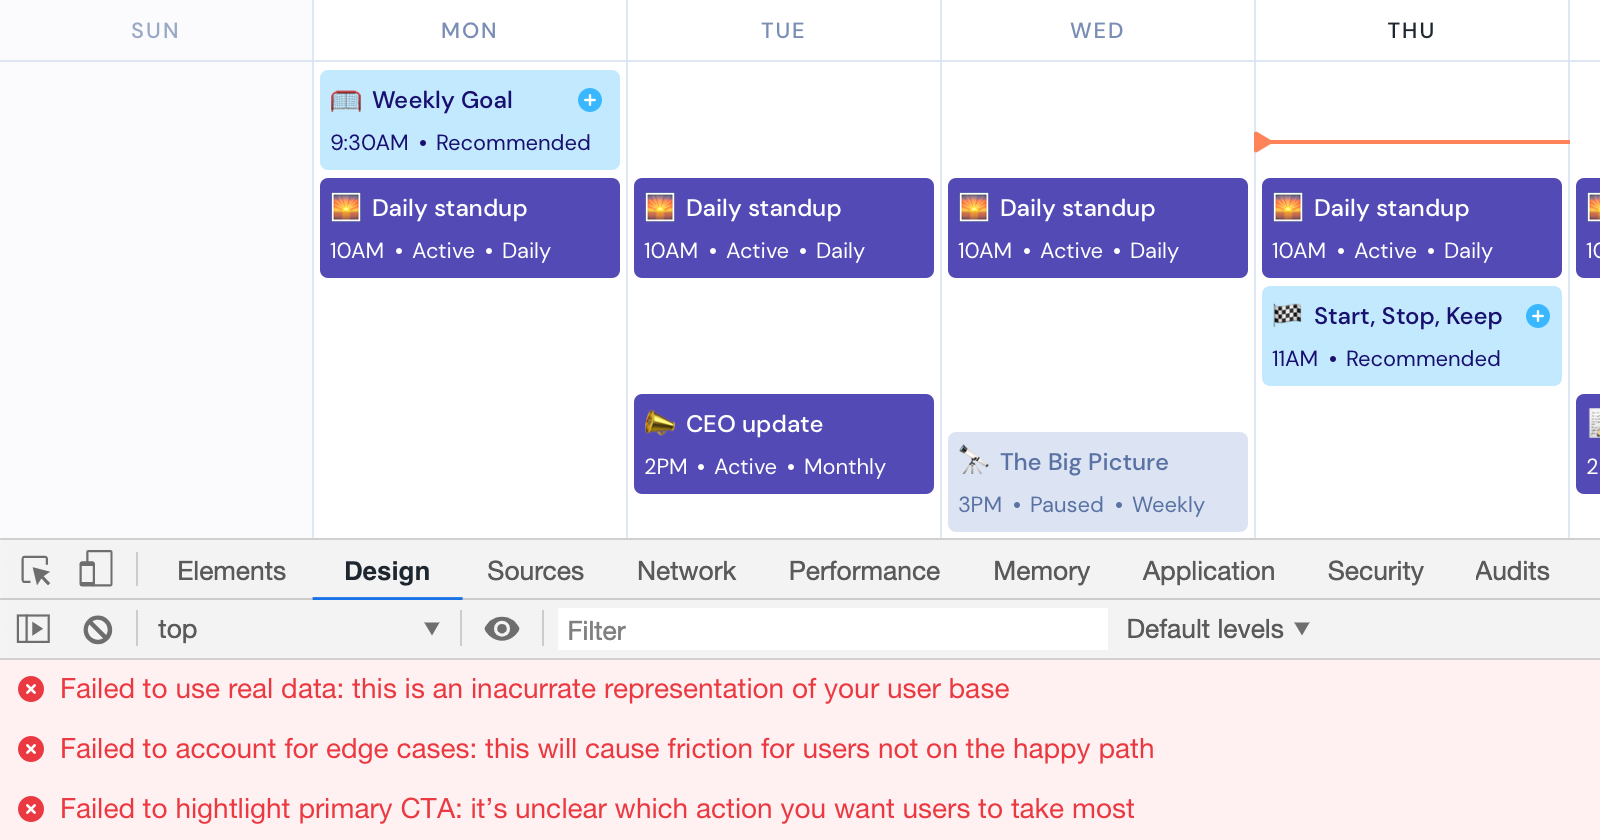 SUN MON TUE WED THU
Weekly Goal
9:30AM • Recommended
Daily standup
10AM • Active • Daily
Daily standup
10AM • Active • Daily
CEO update
2PM • Active • Monthly
Daily standup
10AM • Active • Daily
The Big Picture
3PM • Paused • Weekly
Daily standup
10AM • Active • Daily
Start, Stop, Keep
11AM • Recommended
Elements Design Sources Network Performance Memory Application Security Audits
top Filter Default levels
Failed to use real data: this is an inacurrate representation of your user base
Failed to account for edge cases: this will cause friction for users not on the happy path
Failed to hightlight primary CTA: it’s unclear which action you want users to take most